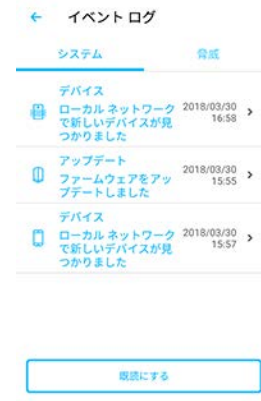 ← イベント ログ
システム 脅威
デバイス
ローカル ネットワーク
で新しいデバイスが見
つかりました
2018/03/30
16:58
アップデート
ファームウェアをアッ
プデートしました
2018/03/30
15:55
デバイス
ローカル ネットワーク
で新しいデバイスが見
つかりました
2018/03/30
15:57
既読にする